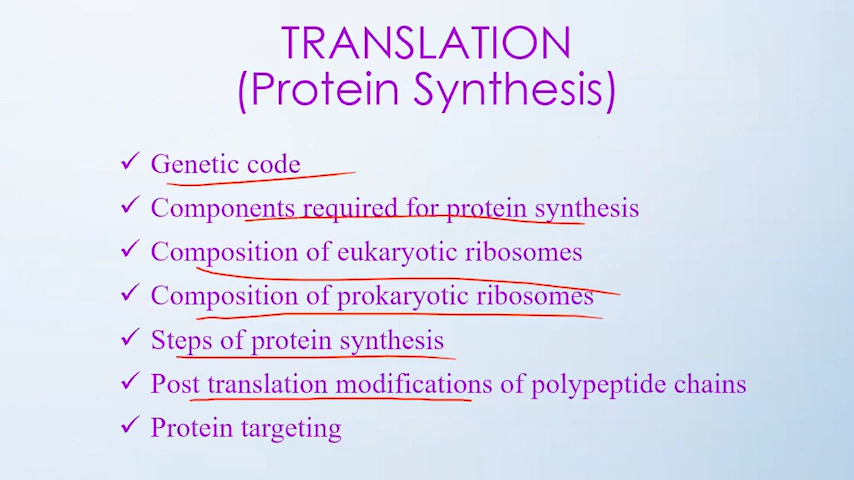 TRANSLATION
(Protein Synthesis)
✓ Genetic code
✓ Components required for protein synthesis
✓ Composition of eukaryotic ribosomes
✓ Composition of prokaryotic ribosomes
✓ Steps of protein synthesis
✓ Post translation modifications of polypeptide chains
✓ Protein targeting